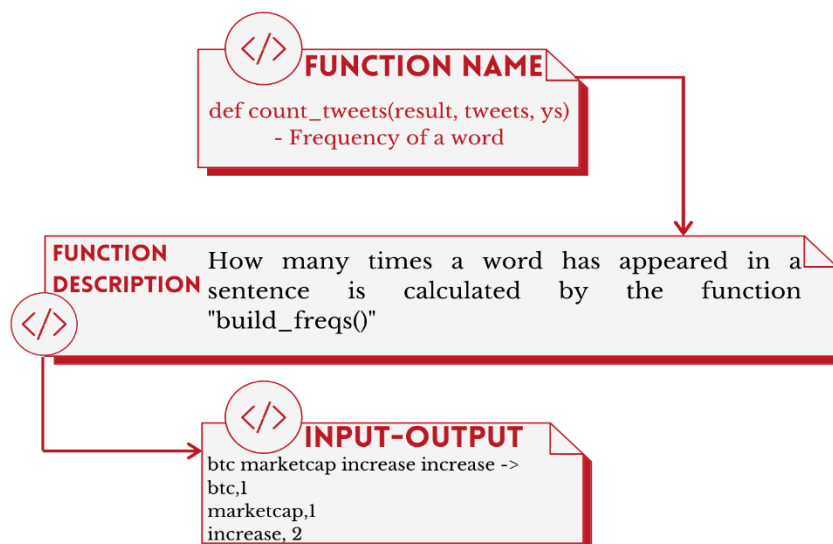 </>
FUNCTION NAME
def count_tweets(result, tweets, ys)
- Frequency of a word
FUNCTION
DESCRIPTION
How many times a word has appeared in a
sentence is calculated by the function
"build_freqs()"
</>
</>
INPUT-OUTPUT
btc marketcap increase increase ->
btc,1
marketcap,1
increase, 2